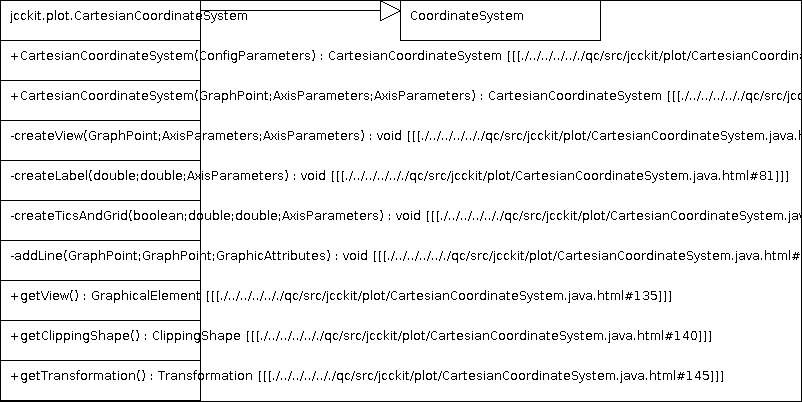 jcckit.plot.CartesianCoordinateSystem
CoordinateSystem
+CartesianCoordinateSystem(ConfigParameters) : CartesianCoordinateSystem [[[./../../../../../qc/src/jcckit/plot/CartesianCoordin
+CartesianCoordinateSystem(GraphPoint;AxisParameters;AxisParameters) : CartesianCoordinateSystem [[[./../../../../../qc/src/jcc
-createView(GraphPoint;AxisParameters;AxisParameters) : void [[[./../../../../../qc/src/jcckit/plot/CartesianCoordinateSystem.java.h
-createLabel(double;double;AxisParameters) : void [[[./../../../../../qc/src/jcckit/plot/CartesianCoordinateSystem.java.html#81]]]
-createTicsAndGrid(boolean;double;double;AxisParameters) : void [[[./../../../../../qc/src/jcckit/plot/CartesianCoordinateSystem.jav
-addLine(GraphPoint;GraphPoint;GraphicAttributes) : void [[[./../../../../../qc/src/jcckit/plot/CartesianCoordinateSystem.java.html#
+getView() : GraphicalElement [[[./../../../../../qc/src/jcckit/plot/CartesianCoordinateSystem.java.html#135]]]
+getClippingShape() : ClippingShape [[[./../../../../../qc/src/jcckit/plot/CartesianCoordinateSystem.java.html#140]]]
+getTransformation() : Transformation [[[./../../../../../qc/src/jcckit/plot/CartesianCoordinateSystem.java.html#145]]]